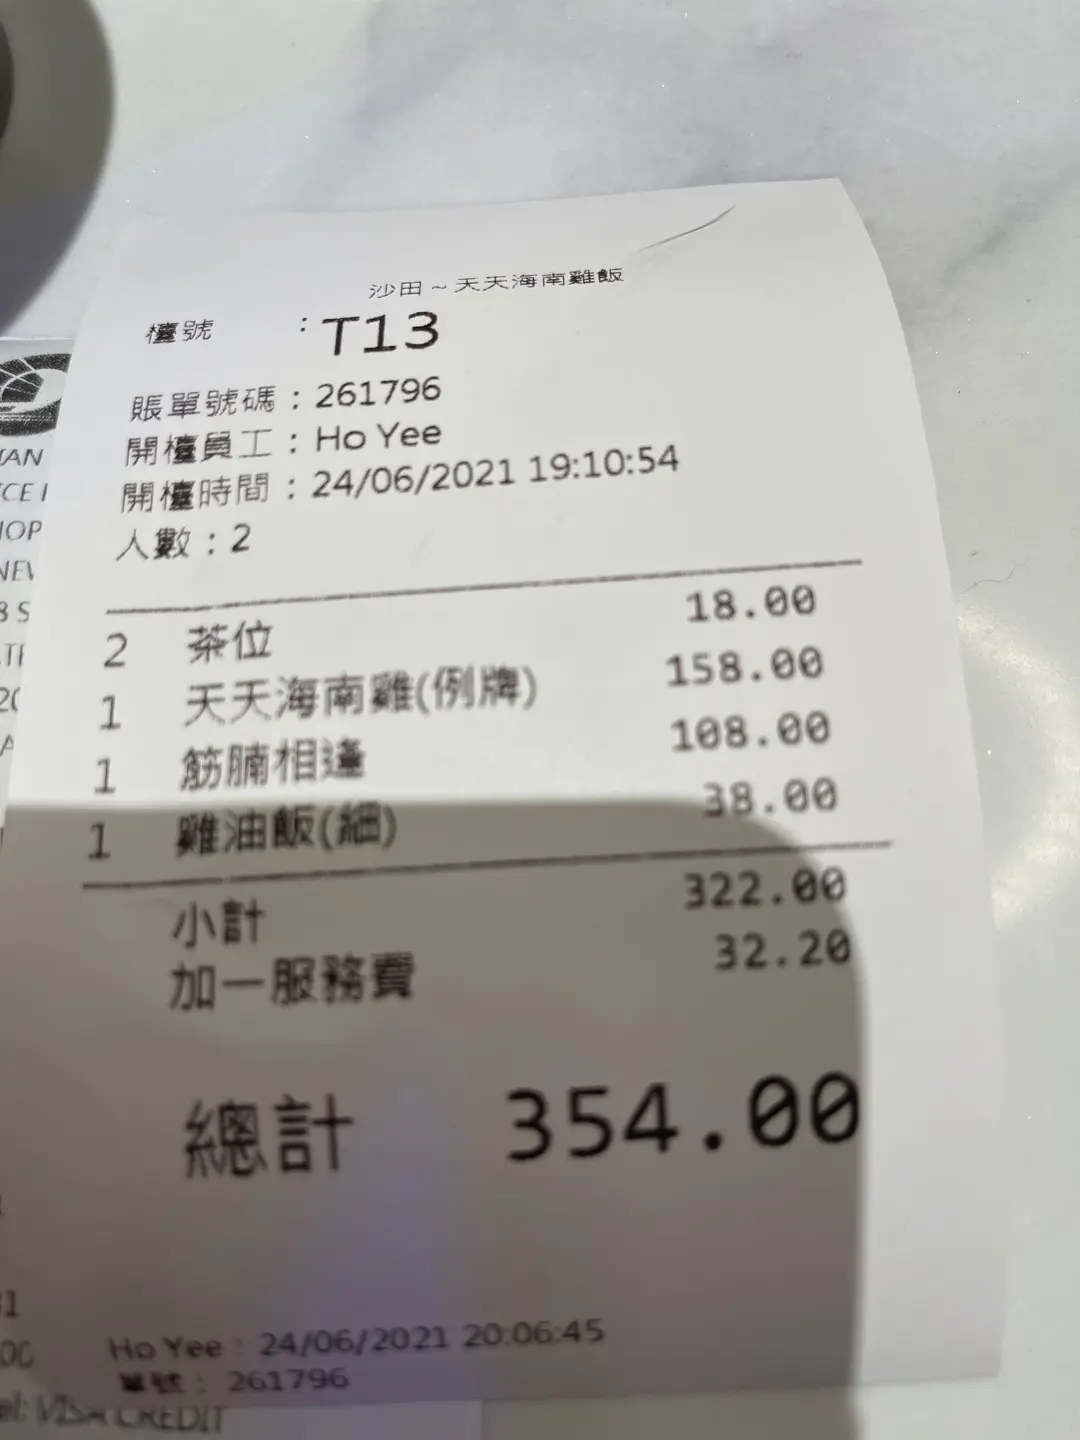 沙田~天天海南雞飯
檯號 : T13
賬單號碼 : 261796
開檯員工 : Ho Yee
開檯時間 : 24/06/2021 19:10:54
人數 : 2
2 茶位 18.00
1 天天海南雞(例牌) 158.00
1 筋腩相逢 108.00
1 雞油飯(細) 38.00
小計 322.00
加一服務費 32.20
總計 354.00
Ho Yee : 24/06/2021 20:06:45
單號 : 261796
VISA CREDIT